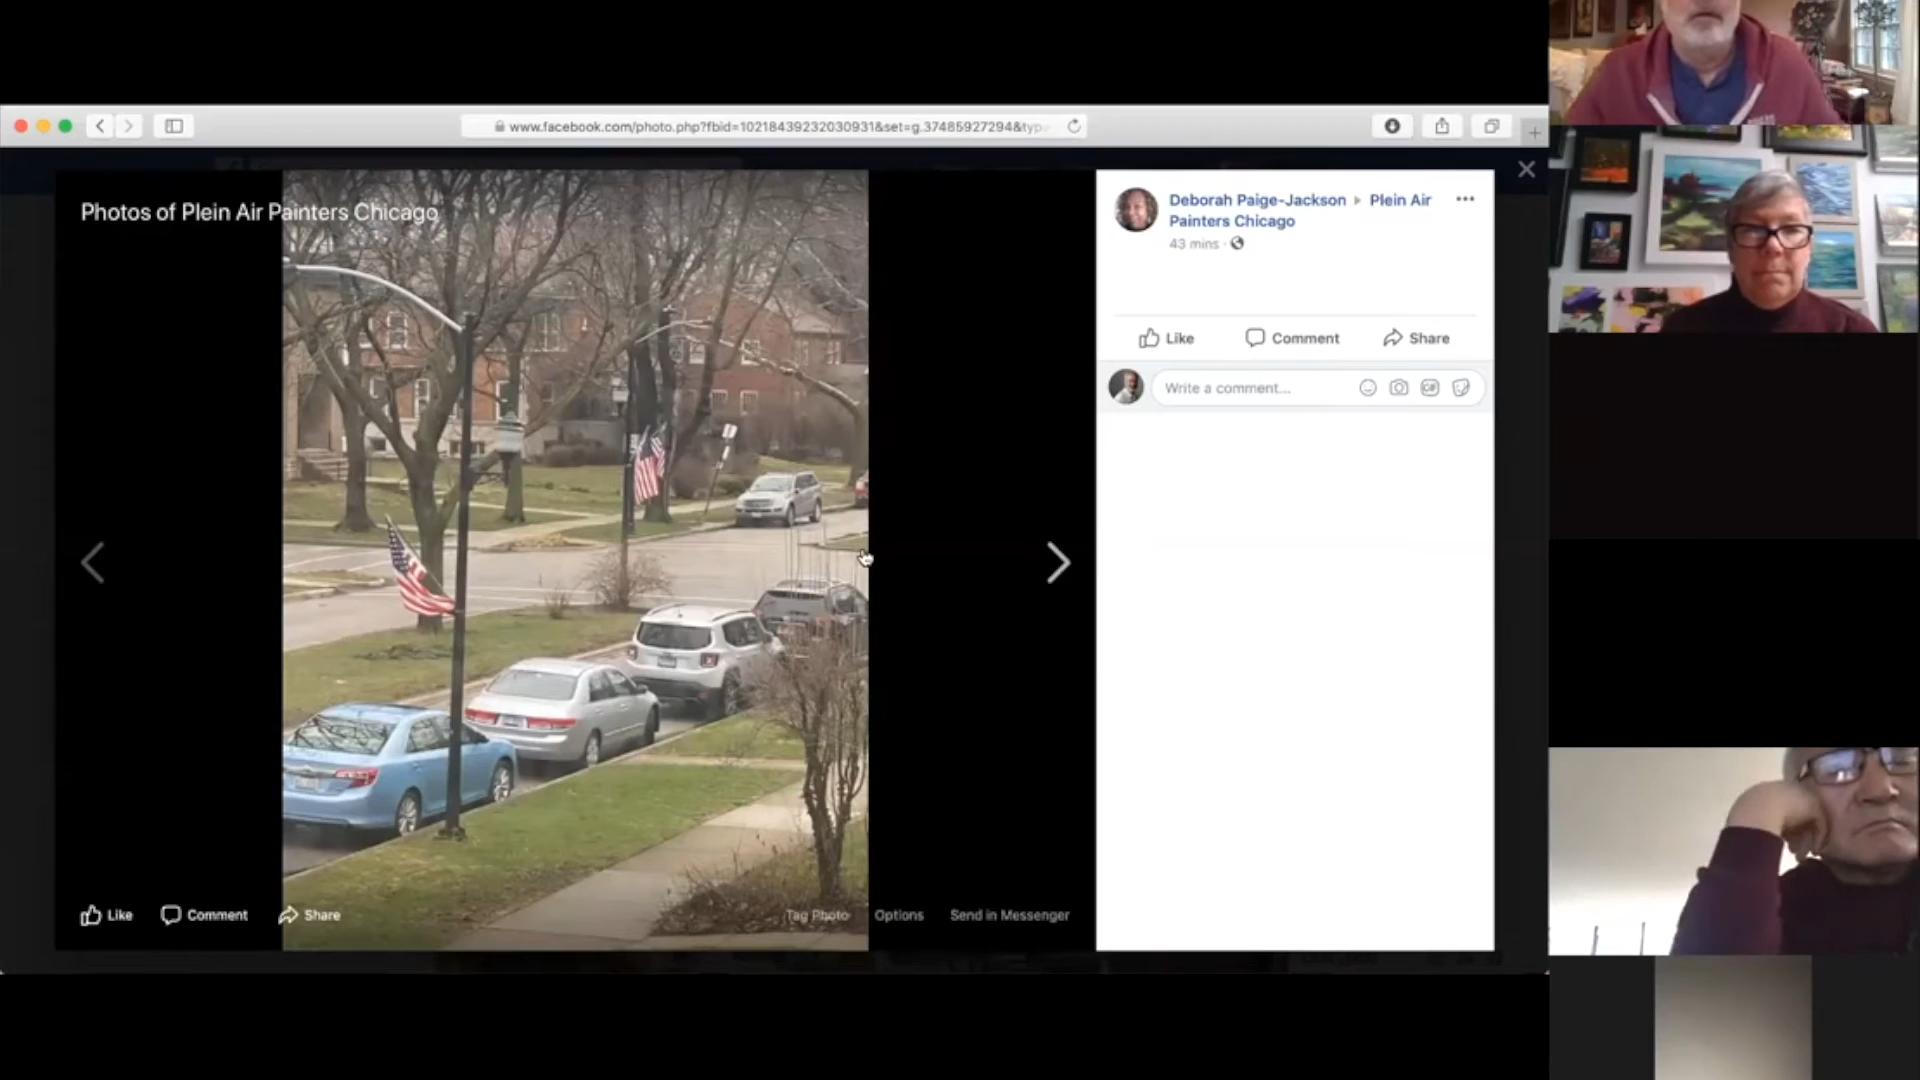 www.facebook.com/photo.php?fbid=10218439232030931&set=g.37485927294&typ
Photos of Plein Air Painters Chicago
Deborah Paige-Jackson ▸ Plein Air
Painters Chicago
43 mins ·
Like Comment Share
Write a comment...
GIF
Like Comment Share Tag Photo Options Send in Messenger